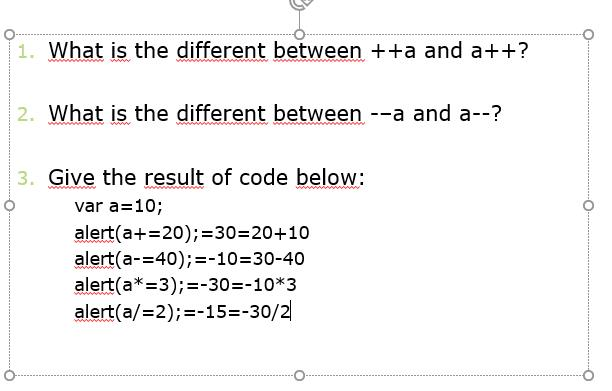 1. What is the different between ++a and a++?
2. What is the different between -–a and a--?
3. Give the result of code below:
var a=10;
alert(a+=20);=30=20+10
alert(a-=40);=-10=30-40
alert(a*=3);=-30=-10*3
alert(a/=2);=-15=-30/2